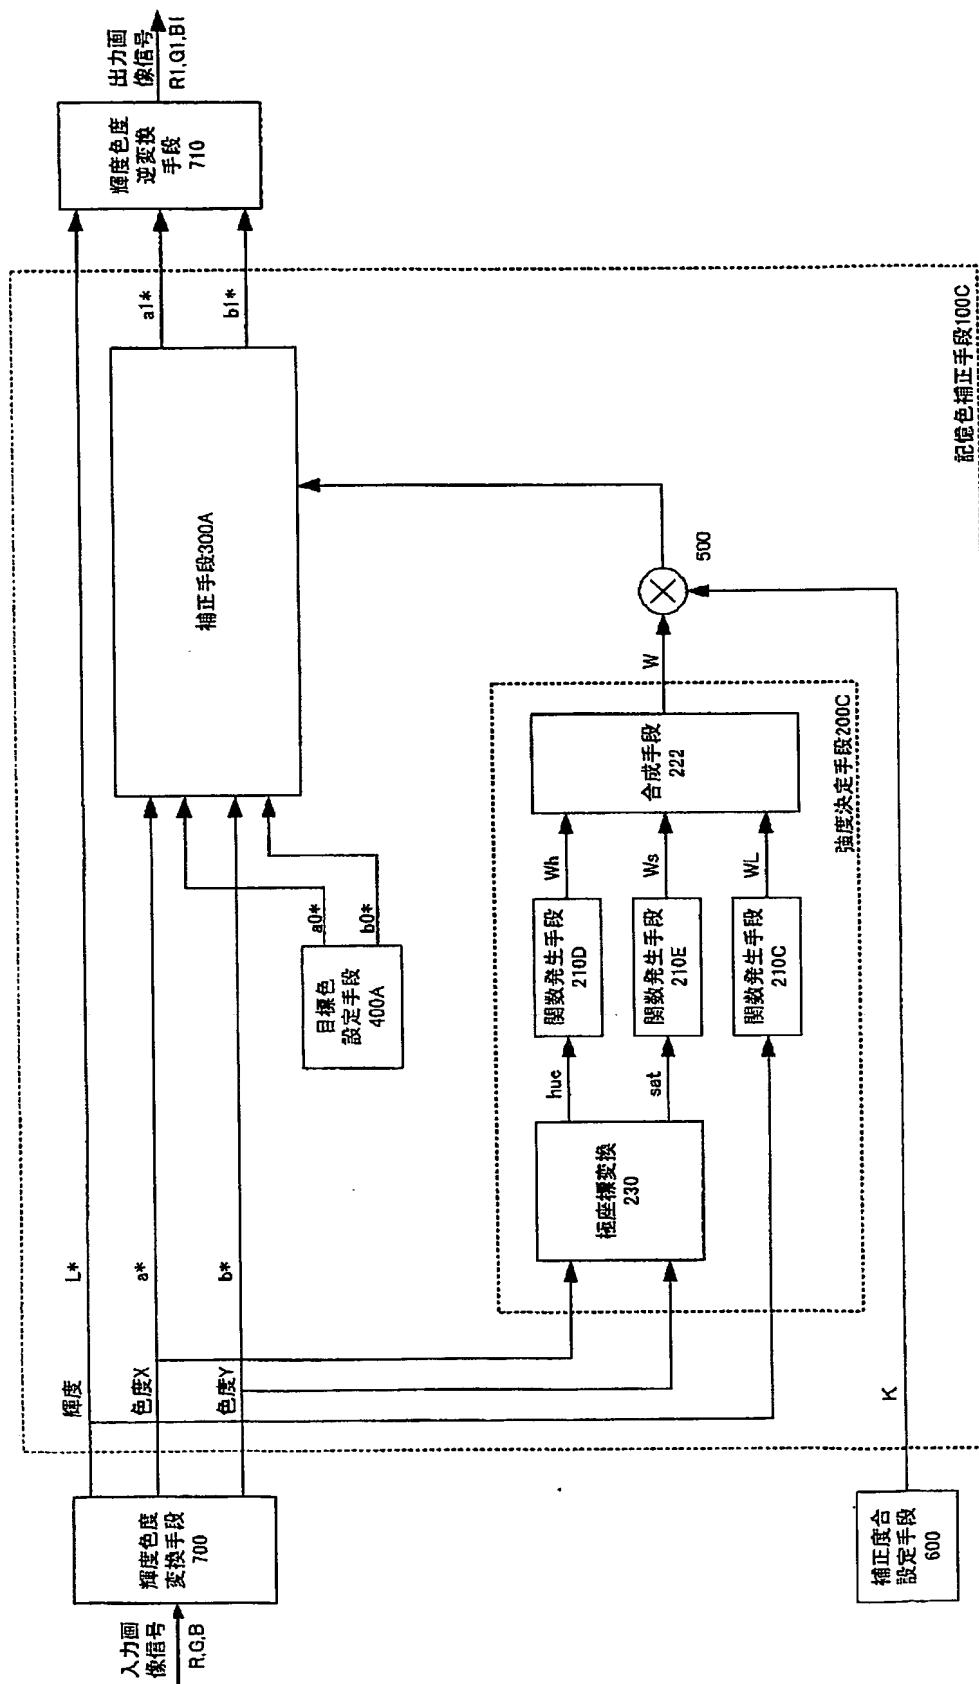 入力画
像信号
R,G,B
輝度色度
変換手段
700
輝度
色度X
色度Y
L*
a*
b*
目標色
設定手段
400A
a0*
b0*
補正手段300A
a1*
b1*
輝度色度
逆変換
手段
710
出力画
像信号
R1,G1,B1
極座標変換
230
hue
sat
関数発生手段
210D
関数発生手段
210E
関数発生手段
210C
Wh
Ws
WL
合成手段
222
強度決定手段200C
W
500
補正度合
設定手段
600
K
記憶色補正手段100C